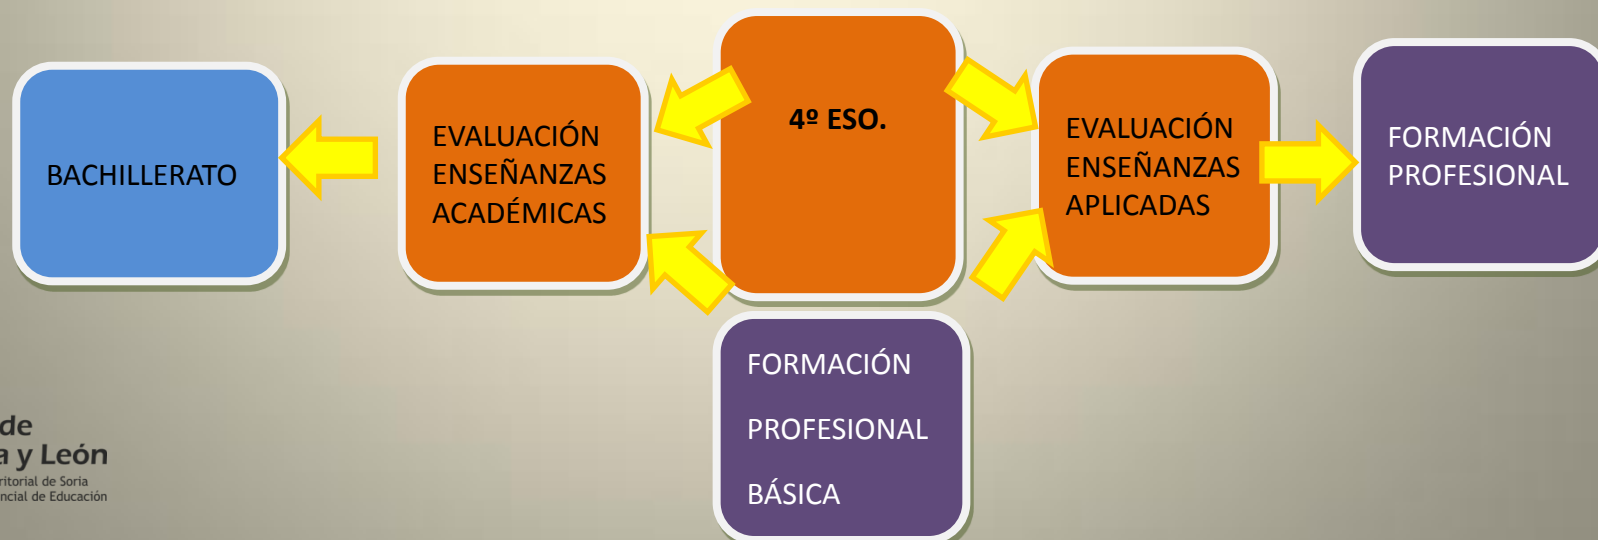 BACHILLERATO
EVALUACIÓN
ENSEÑANZAS
ACADÉMICAS
4º ESO.
EVALUACIÓN
ENSEÑANZAS
APLICADAS
FORMACIÓN
PROFESIONAL
FORMACIÓN
PROFESIONAL
BÁSICA
de
y León
de Soria
de Educación